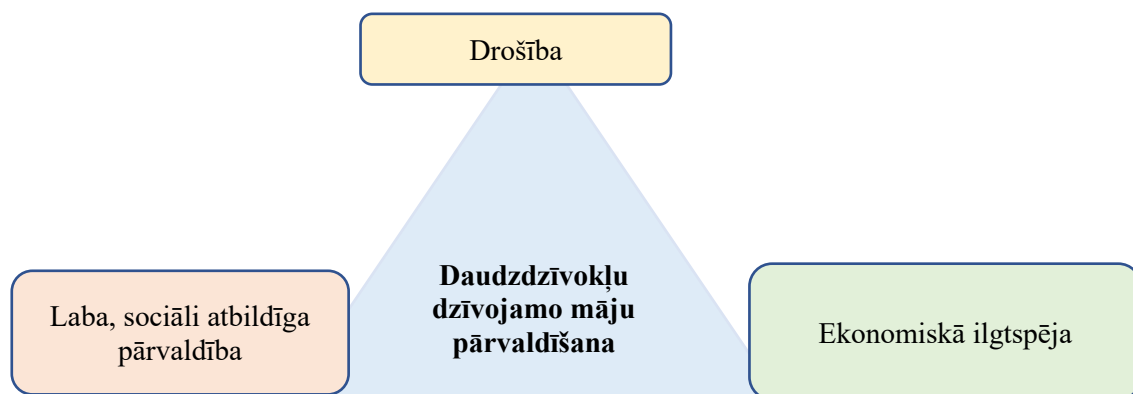 Drošība
Daudzdzīvokļu
dzīvojamo māju
pārvaldīšana
Laba, sociāli atbildīga
pārvaldība
Ekonomiskā ilgtspēja